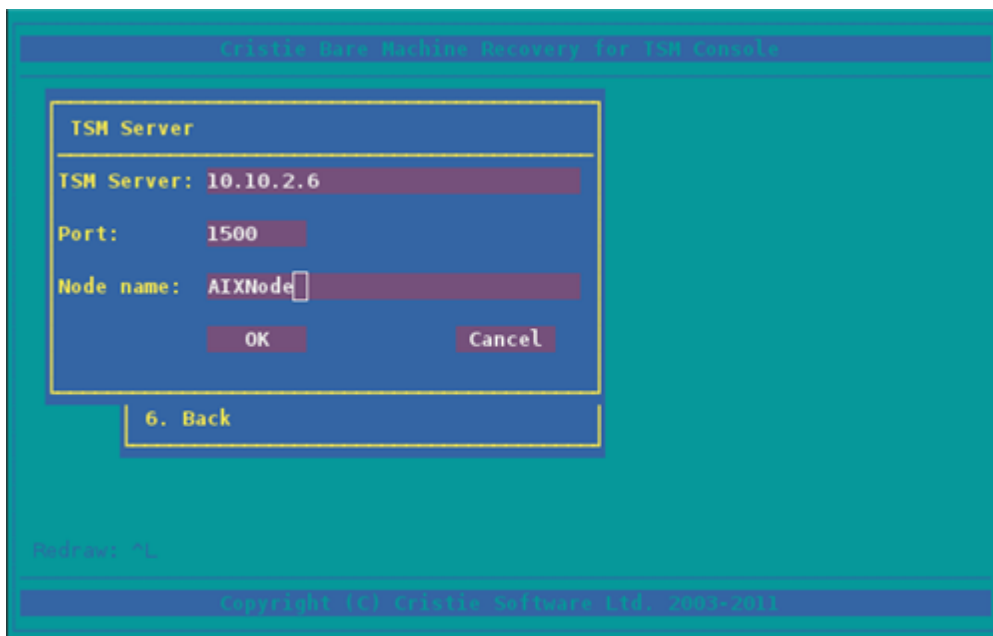 Cristie Bare Machine Recovery for TSM Console
TSM Server
TSM Server: 10.10.2.6
Port: 1500
Node name: AIXNode
OK Cancel
6. Back
Redraw: ^L
Copyright (C) Cristie Software Ltd. 2003-2011